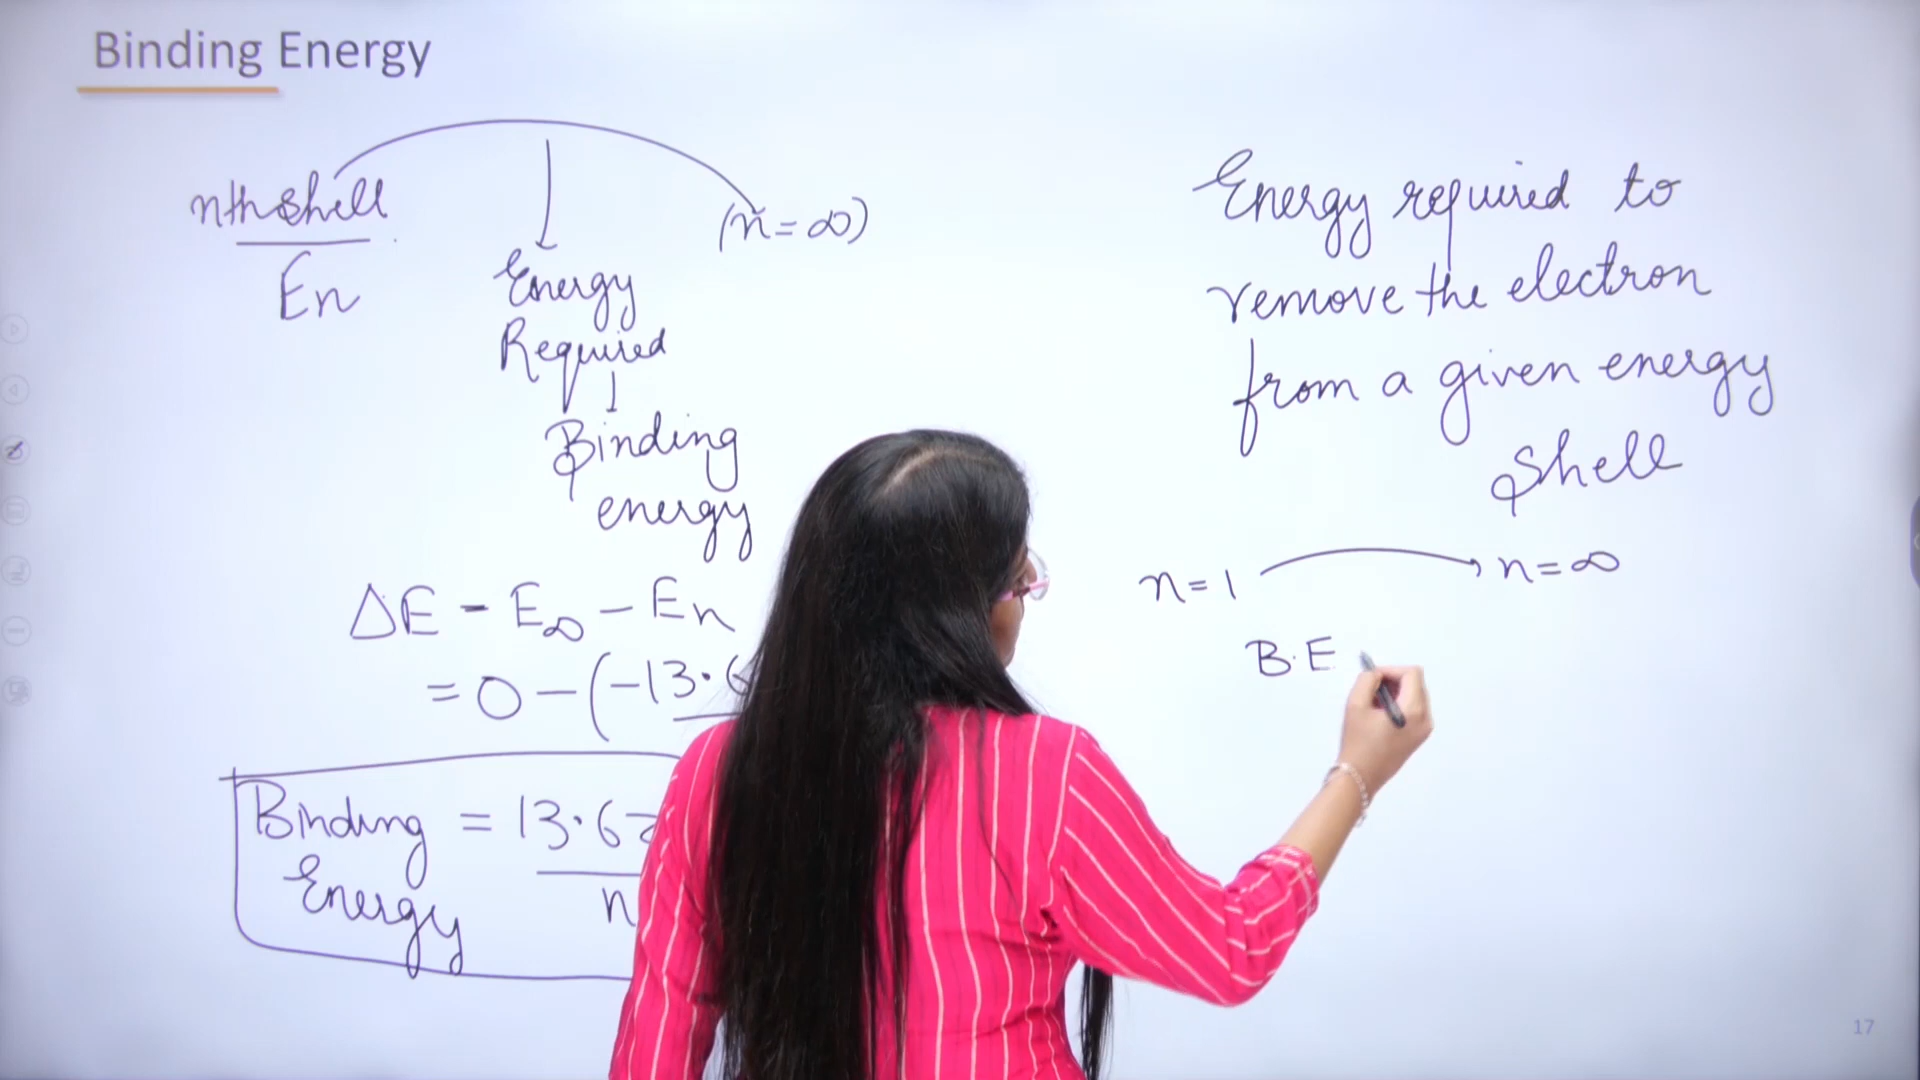 Binding Energy
nth shell
En
(n = ∞)
Energy
Required
Binding
energy
ΔE - E∞ - En
= 0 - (-13.6
Binding = 13.6
Energy n
Energy required to
remove the electron
from a given energy
shell
n = 1 n = ∞
B.E
17